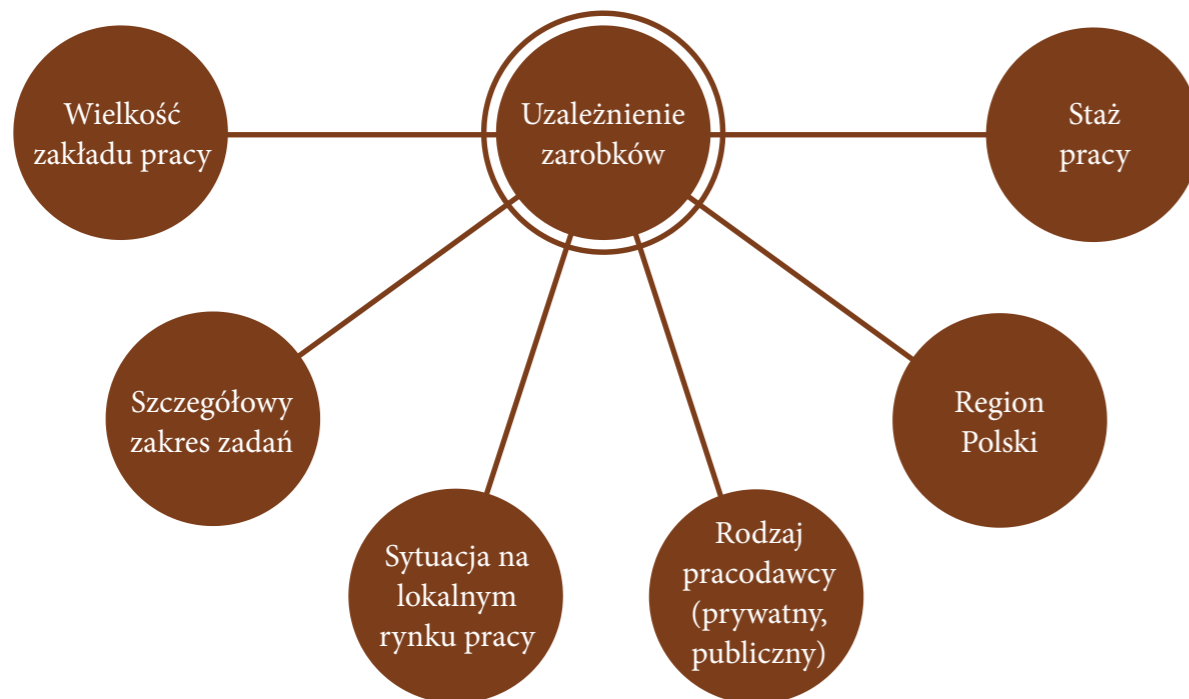 Wielkość
zakładu pracy
Uzależnienie
zarobków
Staż
pracy
Szczegółowy
zakres zadań
Region
Polski
Sytuacja na
lokalnym
rynku pracy
Rodzaj
pracodawcy
(prywatny,
publiczny)